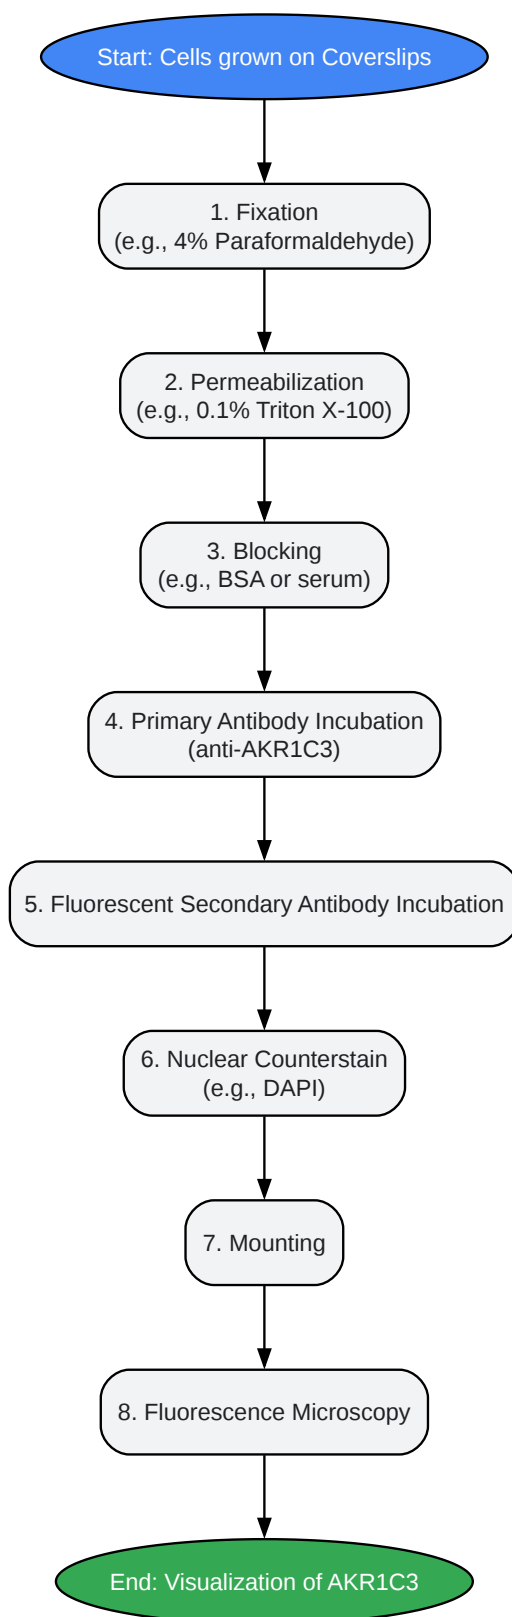 Start: Cells grown on Coverslips
1. Fixation
(e.g., 4% Paraformaldehyde)
2. Permeabilization
(e.g., 0.1% Triton X-100)
3. Blocking
(e.g., BSA or serum)
4. Primary Antibody Incubation
(anti-AKR1C3)
5. Fluorescent Secondary Antibody Incubation
6. Nuclear Counterstain
(e.g., DAPI)
7. Mounting
8. Fluorescence Microscopy
End: Visualization of AKR1C3